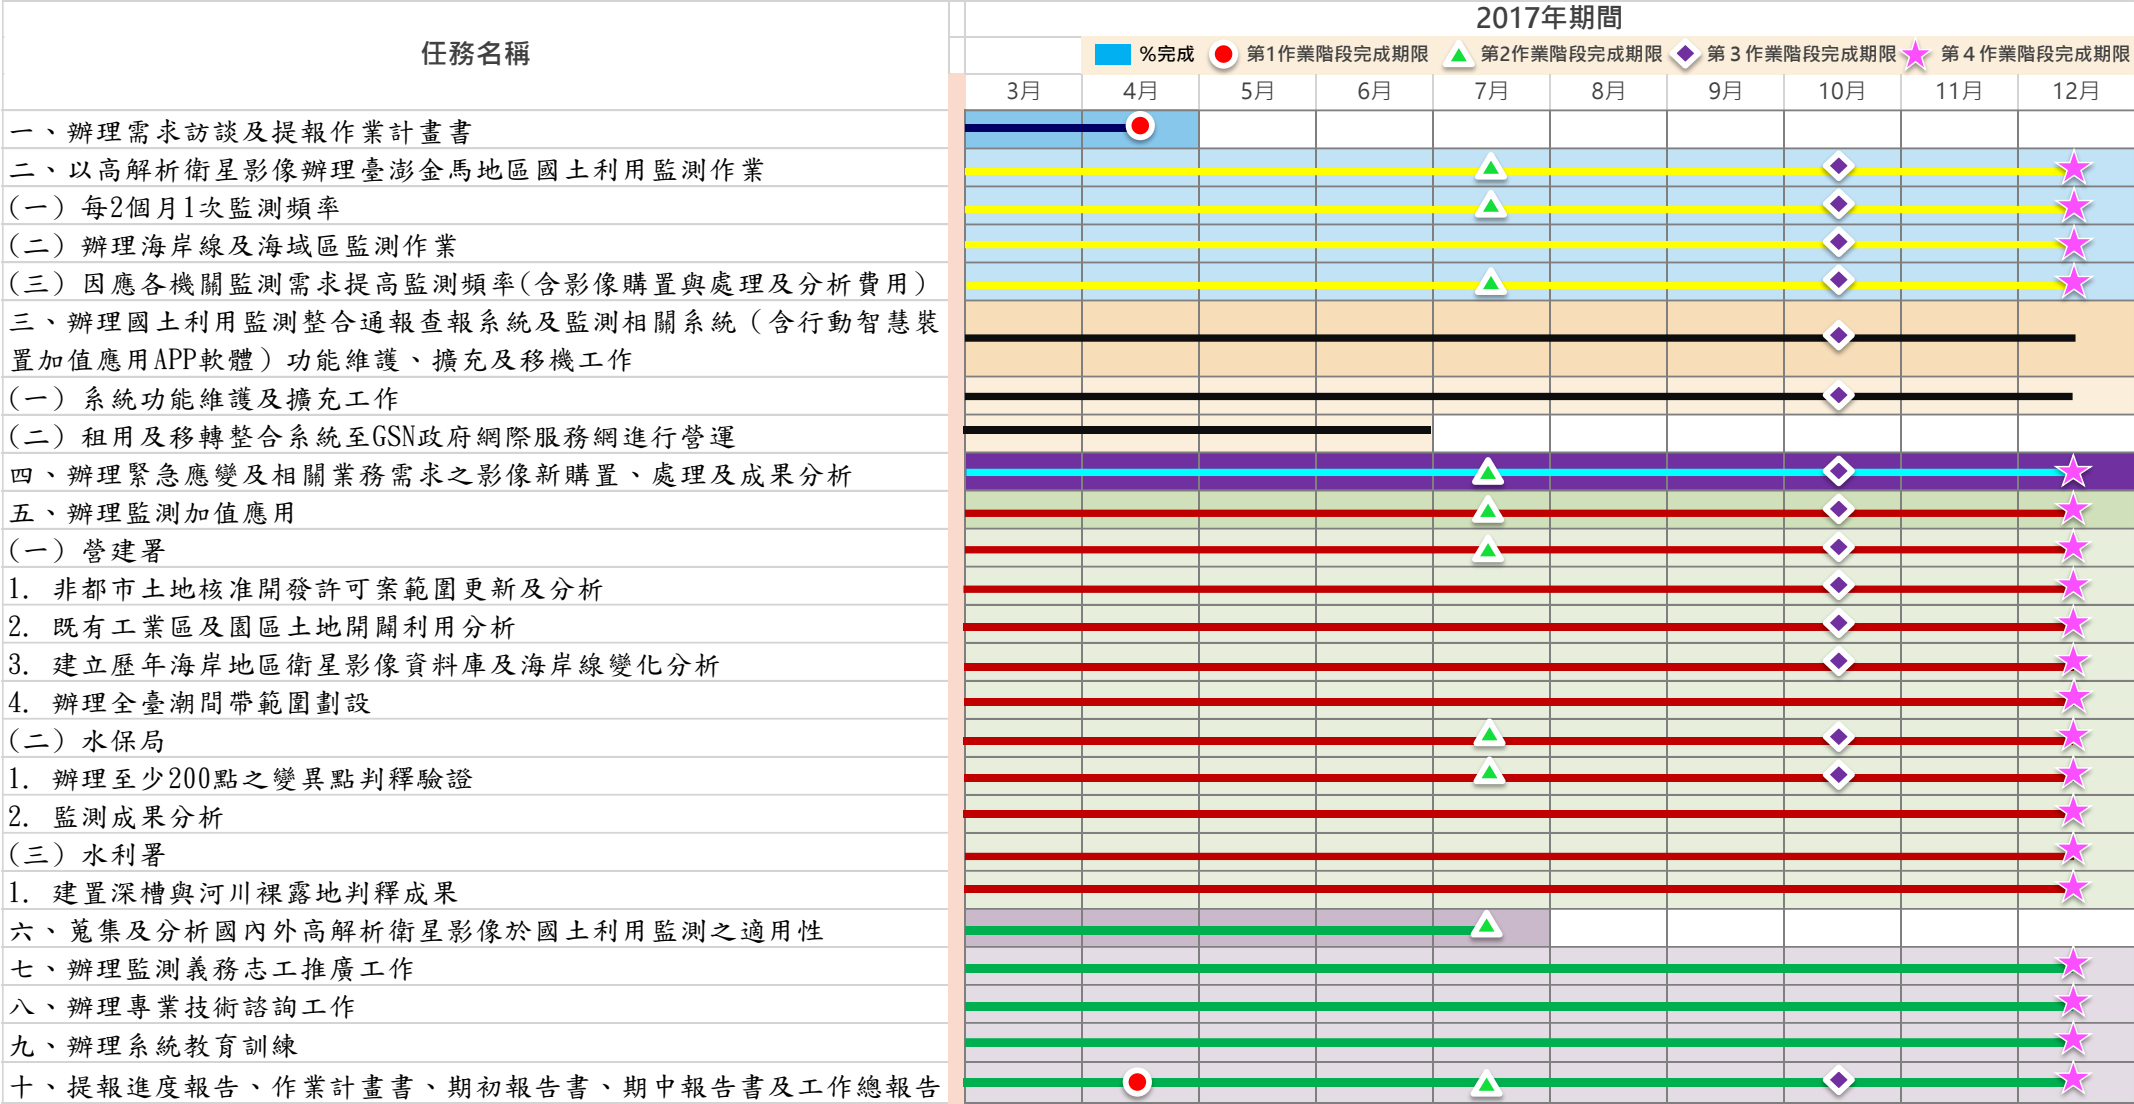 2017年期間
任務名稱
%完成 第1作業階段完成期限 第2作業階段完成期限 第３作業階段完成期限 第４作業階段完成期限
3月 4月 5月 6月 7月 8月 9月 10月 11月 12月
一、辦理需求訪談及提報作業計畫書
二、以高解析衛星影像辦理臺澎金馬地區國土利用監測作業
(一) 每2個月1次監測頻率
(二) 辦理海岸線及海域區監測作業
(三) 因應各機關監測需求提高監測頻率(含影像購置與處理及分析費用)
三、辦理國土利用監測整合通報查報系統及監測相關系統（含行動智慧裝
置加值應用APP軟體）功能維護、擴充及移機工作
(一) 系統功能維護及擴充工作
(二) 租用及移轉整合系統至GSN政府網際服務網進行營運
四、辦理緊急應變及相關業務需求之影像新購置、處理及成果分析
五、辦理監測加值應用
(一) 營建署
1. 非都市土地核准開發許可案範圍更新及分析
2. 既有工業區及園區土地開闢利用分析
3. 建立歷年海岸地區衛星影像資料庫及海岸線變化分析
4. 辦理全臺潮間帶範圍劃設
(二) 水保局
1. 辦理至少200點之變異點判釋驗證
2. 監測成果分析
(三) 水利署
1. 建置深槽與河川裸露地判釋成果
六、蒐集及分析國內外高解析衛星影像於國土利用監測之適用性
七、辦理監測義務志工推廣工作
八、辦理專業技術諮詢工作
九、辦理系統教育訓練
十、提報進度報告、作業計畫書、期初報告書、期中報告書及工作總報告